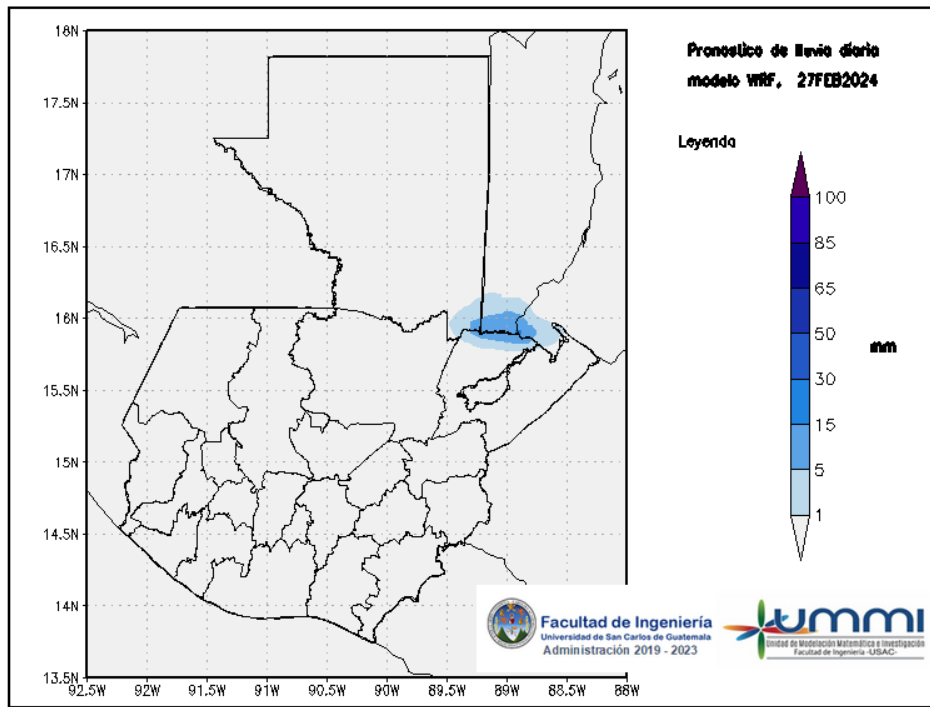 Pronostico de lluvia diaria
modelo WRF, 27FEB2024
Leyenda
100
85
65
50
30
15
5
1
mm
18N
17.5N
17N
16.5N
16N
15.5N
15N
14.5N
14N
13.5N
92.5W
92W
91.5W
91W
90.5W
90W
89.5W
89W
88.5W
88W
Facultad de Ingeniería
Universidad de San Carlos de Guatemala
Administración 2019 - 2023
UMMI
Unidad de Modelación Matemática e Investigación
Facultad de Ingeniería -USAC-